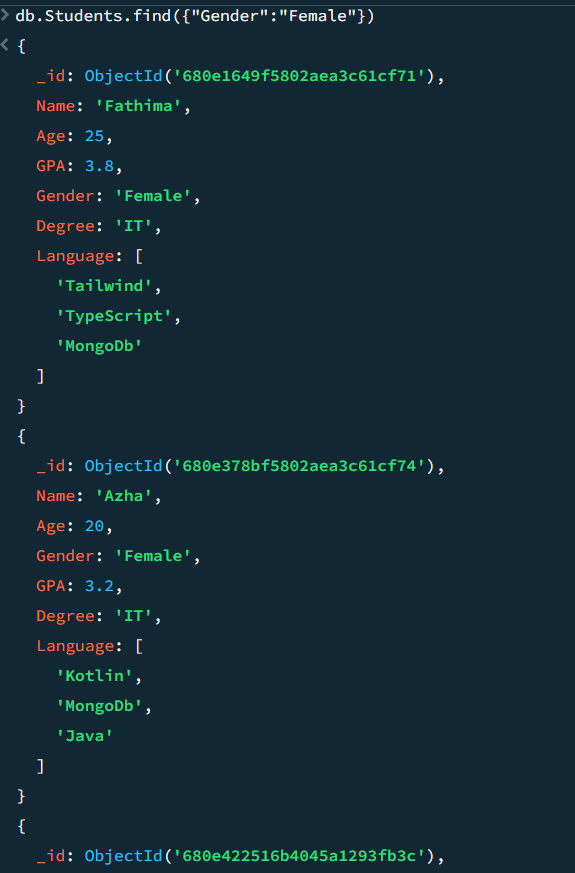 > db.Students.find({"Gender":"Female"})
< {
_id: ObjectId('680e1649f5802aea3c61cf71'),
Name: 'Fathima',
Age: 25,
GPA: 3.8,
Gender: 'Female',
Degree: 'IT',
Language: [
'Tailwind',
'TypeScript',
'MongoDb'
]
}
{
_id: ObjectId('680e378bf5802aea3c61cf74'),
Name: 'Azha',
Age: 20,
Gender: 'Female',
GPA: 3.2,
Degree: 'IT',
Language: [
'Kotlin',
'MongoDb',
'Java'
]
}
{
_id: ObjectId('680e422516b4045a1293fb3c'),